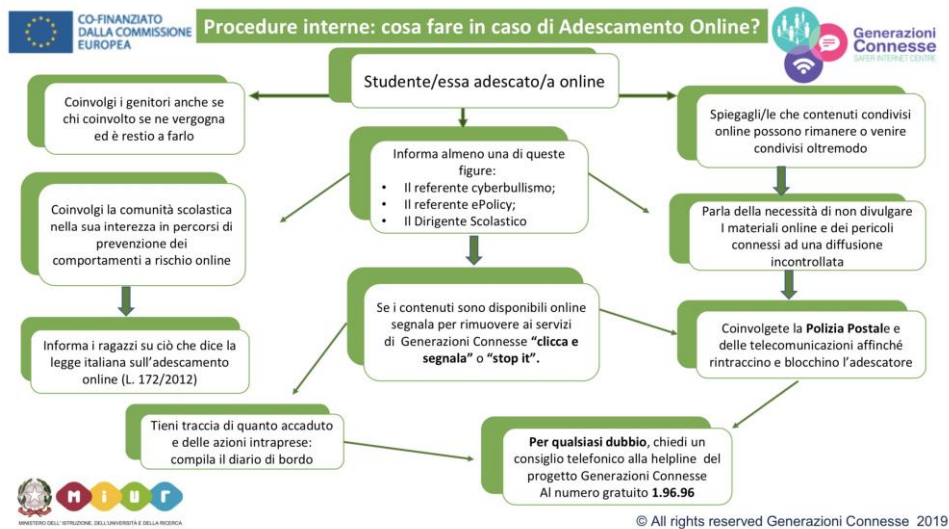 CO-FINANZIATO
DALLA COMMISSIONE
EUROPEA
Procedure interne: cosa fare in caso di Adescamento Online?
Generazioni
Connesse
SAFER INTERNET CENTRE
Studente/essa adescato/a online
Coinvolgi i genitori anche se
chi coinvolto se ne vergogna
ed è restio a farlo
Informa almeno una di queste
figure:
• Il referente cyberbullismo;
• Il referente ePolicy;
• Il Dirigente Scolastico
Spiegagli/le che contenuti condivisi
online possono rimanere o venire
condivisi oltremodo
Coinvolgi la comunità scolastica
nella sua interezza in percorsi di
prevenzione dei
comportamenti a rischio online
Parla della necessità di non divulgare
I materiali online e dei pericoli
connessi ad una diffusione
incontrollata
Se i contenuti sono disponibili online
segnala per rimuovere ai servizi
di Generazioni Connesse “clicca e
segnala” o “stop it”.
Informa i ragazzi su ciò che dice la
legge italiana sull’adescamento
online (L. 172/2012)
Coinvolgete la Polizia Postale e
delle telecomunicazioni affinché
rintraccino e blocchino l’adescatore
Tieni traccia di quanto accaduto
e delle azioni intraprese:
compila il diario di bordo
Per qualsiasi dubbio, chiedi un
consiglio telefonico alla helpline del
progetto Generazioni Connesse
Al numero gratuito 1.96.96
miur
MINISTERO DELL’ISTRUZIONE, DELL’UNIVERSITÀ E DELLA RICERCA
© All rights reserved Generazioni Connesse 2019